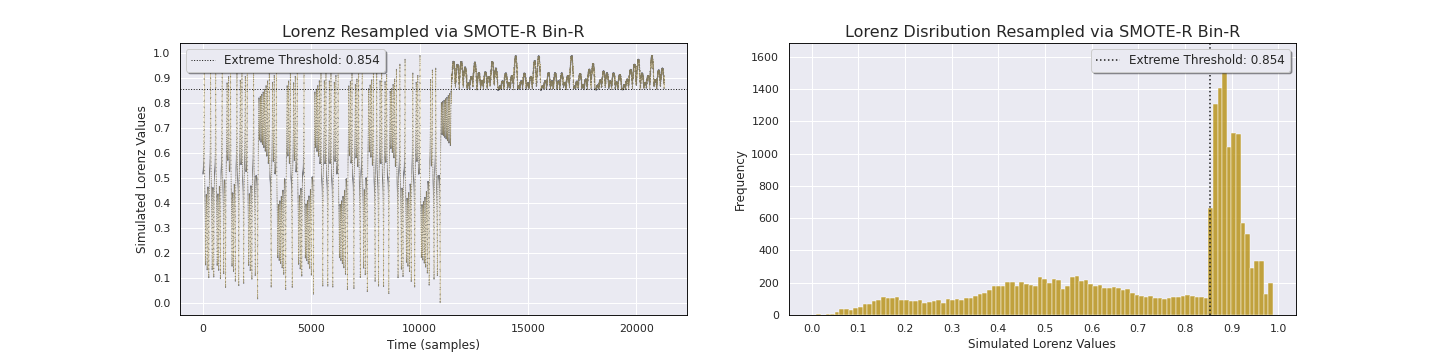 Lorenz Resampled via SMOTE-R Bin-R
Extreme Threshold: 0.854
Simulated Lorenz Values
1.0
0.9
0.8
0.7
0.6
0.5
0.4
0.3
0.2
0.1
0.0
0 5000 10000 15000 20000
Time (samples)
Lorenz Disribution Resampled via SMOTE-R Bin-R
Extreme Threshold: 0.854
Frequency
1600
1400
1200
1000
800
600
400
200
0
0.0 0.1 0.2 0.3 0.4 0.5 0.6 0.7 0.8 0.9 1.0
Simulated Lorenz Values